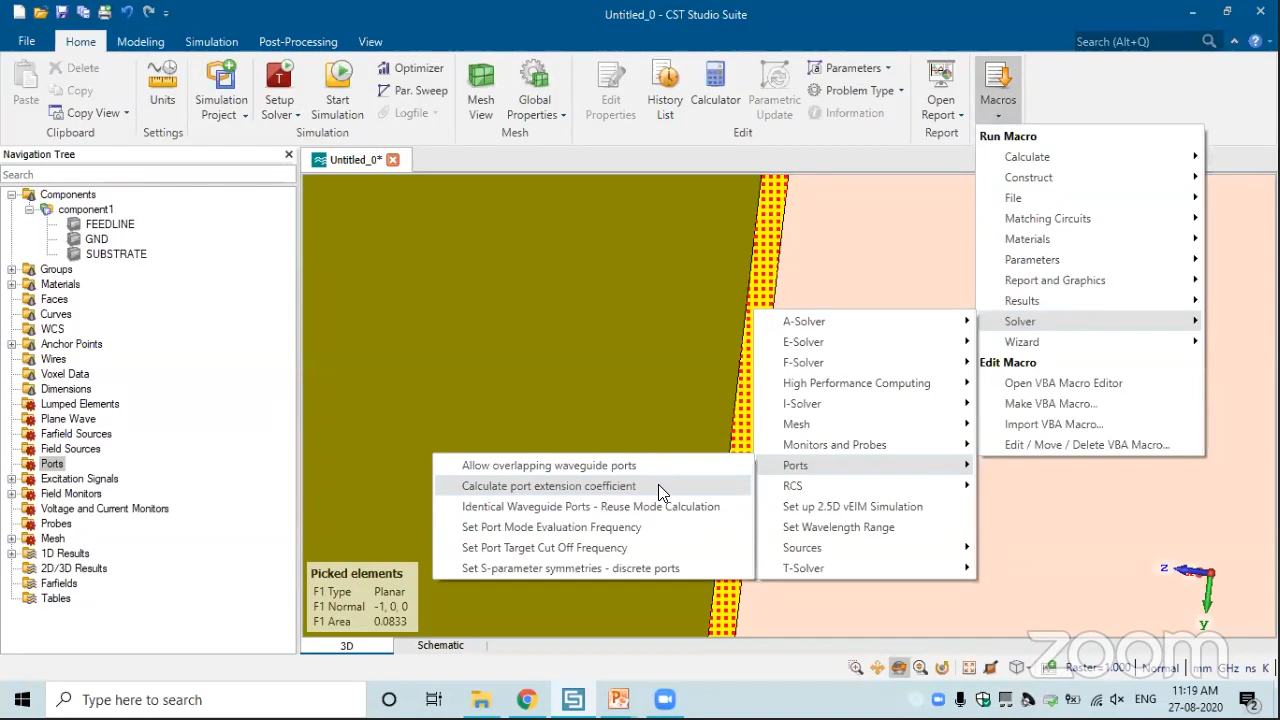 Untitled_0 - CST Studio Suite
File Home Modeling Simulation Post-Processing View Search (Alt+Q)
Paste
Delete
Copy
Copy View
Clipboard
Units
Settings
Simulation Project
Setup Solver
Start Simulation
Optimizer
Par. Sweep
Logfile
Simulation
Mesh View
Global Properties
Mesh
Edit Properties
History List
Calculator
Parametric Update
Parameters
Problem Type
Information
Edit
Open Report
Report
Macros
Navigation Tree
Search
Components
component1
FEEDLINE
GND
SUBSTRATE
Groups
Materials
Faces
Curves
WCS
Anchor Points
Wires
Voxel Data
Dimensions
Lumped Elements
Plane Wave
Farfield Sources
Field Sources
Ports
Excitation Signals
Field Monitors
Voltage and Current Monitors
Probes
Mesh
1D Results
2D/3D Results
Farfields
Tables
Untitled_0*
Run Macro
Calculate
Construct
File
Matching Circuits
Materials
Parameters
Report and Graphics
Results
Solver
Wizard
Edit Macro
Open VBA Macro Editor
Make VBA Macro...
Import VBA Macro...
Edit / Move / Delete VBA Macro...
A-Solver
E-Solver
F-Solver
High Performance Computing
I-Solver
Mesh
Monitors and Probes
Ports
RCS
Set up 2.5D vEIM Simulation
Set Wavelength Range
Sources
T-Solver
Allow overlapping waveguide ports
Calculate port extension coefficient
Identical Waveguide Ports - Reuse Mode Calculation
Set Port Mode Evaluation Frequency
Set Port Target Cut Off Frequency
Set S-parameter symmetries - discrete ports
Picked elements
F1 Type Planar
F1 Normal -1, 0, 0
F1 Area 0.0833
z
y
3D Schematic
zoom
Raster=1.000 Normal mm GHz ns K
Type here to search
ENG
11:19 AM
27-08-2020
2